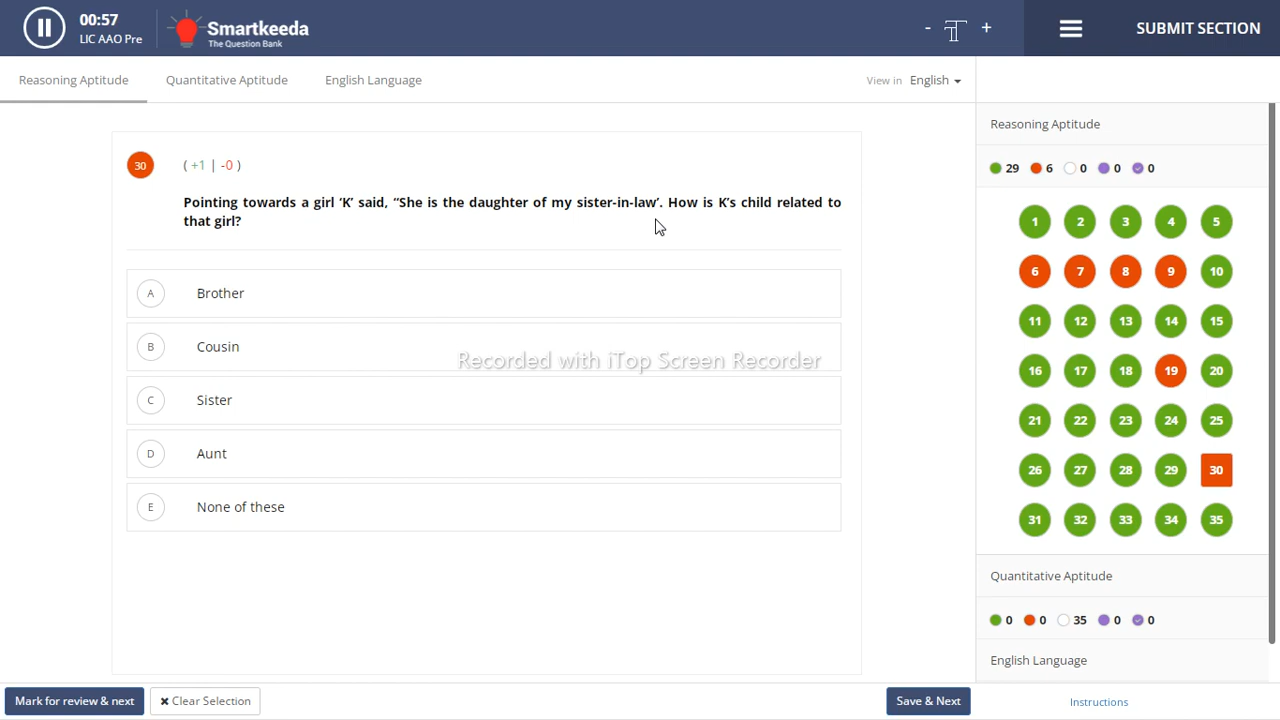 00:57
LIC AAO Pre
Smartkeeda
The Question Bank
- T +
SUBMIT SECTION
Reasoning Aptitude
Quantitative Aptitude
English Language
View in English
30
( +1 | -0 )
Pointing towards a girl ‘K’ said, “She is the daughter of my sister-in-law’. How is K’s child related to
that girl?
A Brother
B Cousin
Recorded with iTop Screen Recorder
C Sister
D Aunt
E None of these
Mark for review & next
✖ Clear Selection
Save & Next
Reasoning Aptitude
29 6 0 0 0
1 2 3 4 5
6 7 8 9 10
11 12 13 14 15
16 17 18 19 20
21 22 23 24 25
26 27 28 29 30
31 32 33 34 35
Quantitative Aptitude
0 0 35 0 0
English Language
Instructions